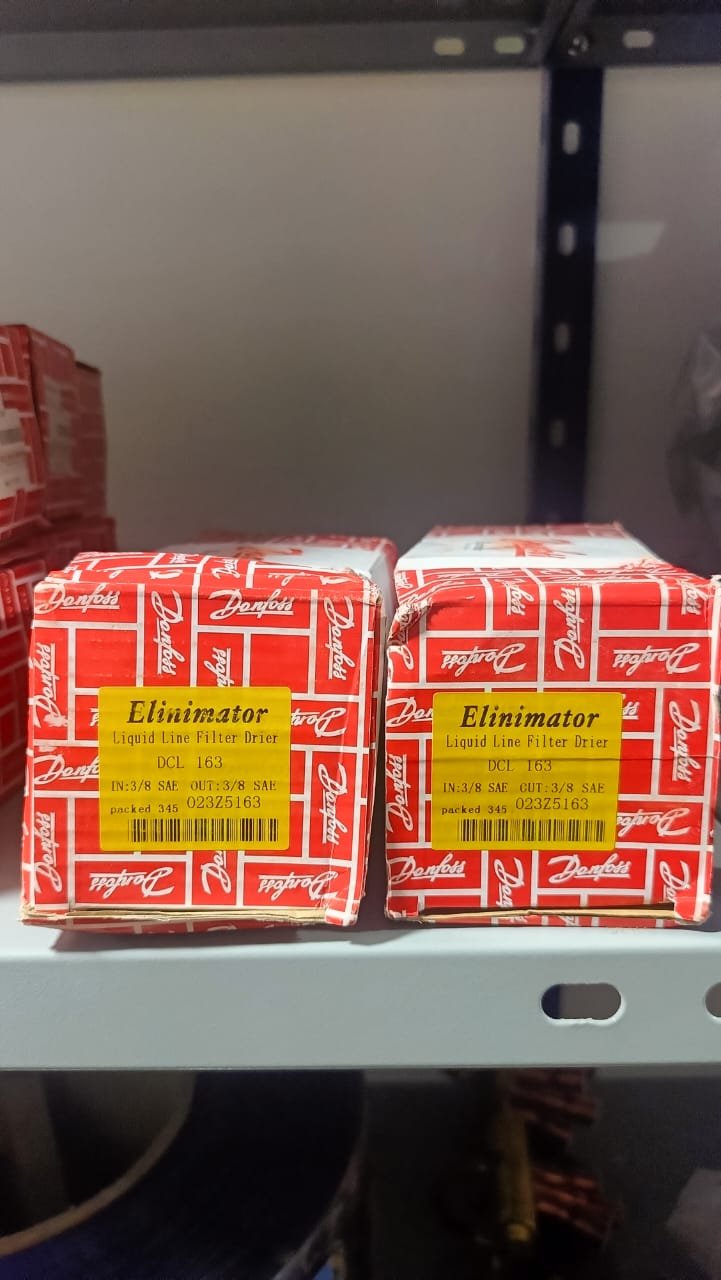 Danfoss
Elinimator
Liquid Line Filter Drier
DCL 163
IN:3/8 SAE OUT:3/8 SAE
packed 345 023Z5163
Danfoss
Elinimator
Liquid Line Filter Drier
DCL 163
IN:3/8 SAE OUT:3/8 SAE
packed 345 023Z5163